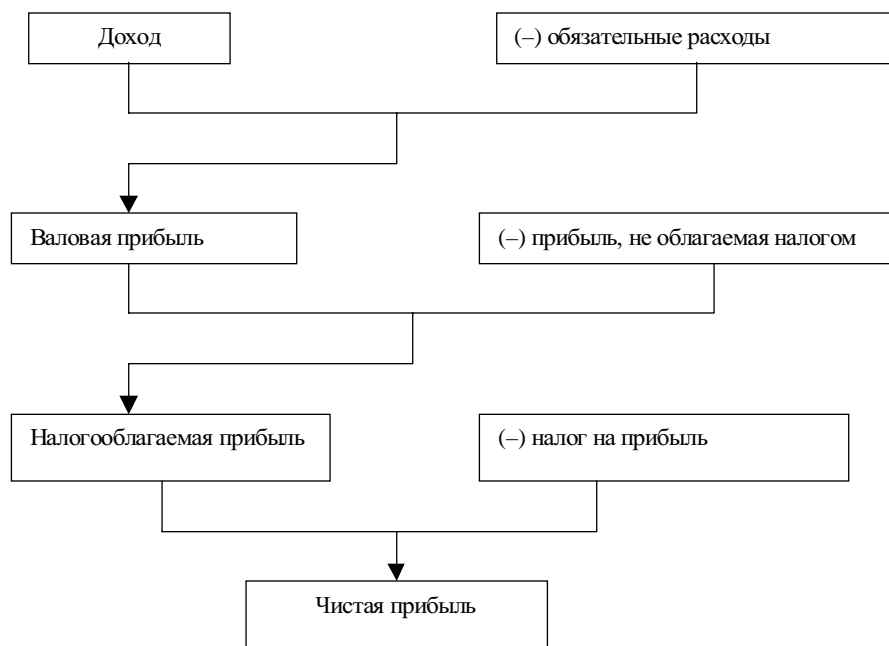 Доход
(–) обязательные расходы
Валовая прибыль
(–) прибыль, не облагаемая налогом
Налогооблагаемая прибыль
(–) налог на прибыль
Чистая прибыль